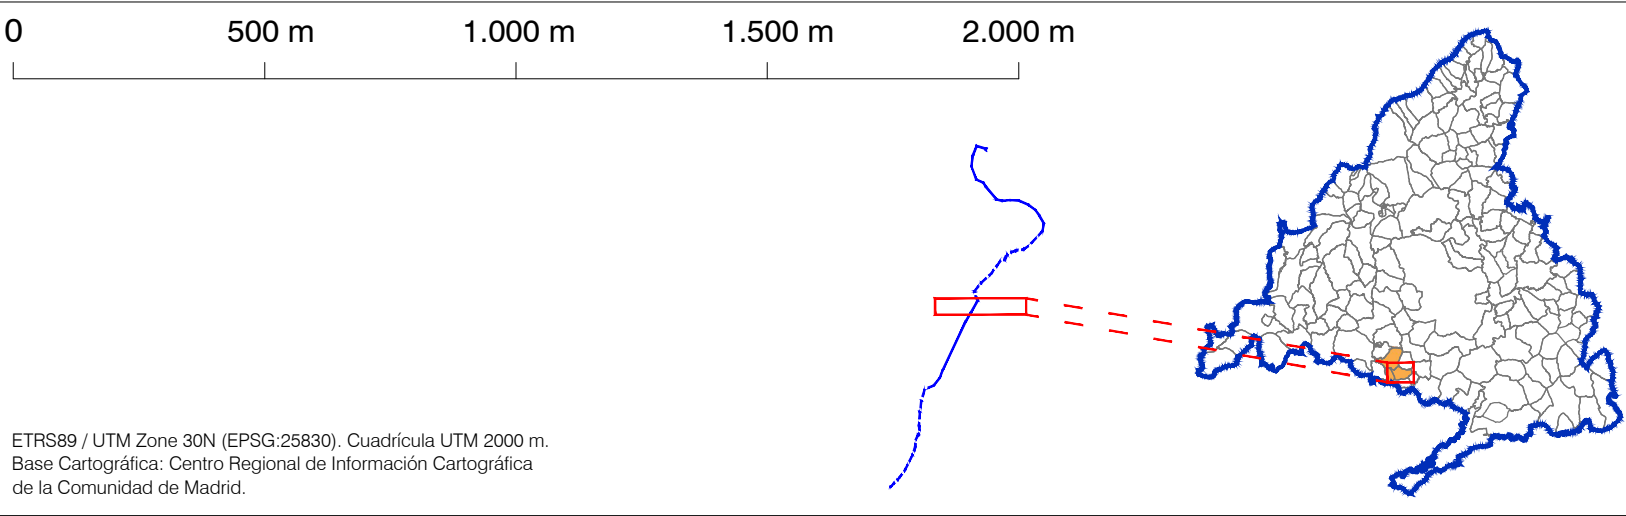 0 500 m 1.000 m 1.500 m 2.000 m
ETRS89 / UTM Zone 30N (EPSG:25830). Cuadrícula UTM 2000 m.
Base Cartográfica: Centro Regional de Información Cartográfica
de la Comunidad de Madrid.